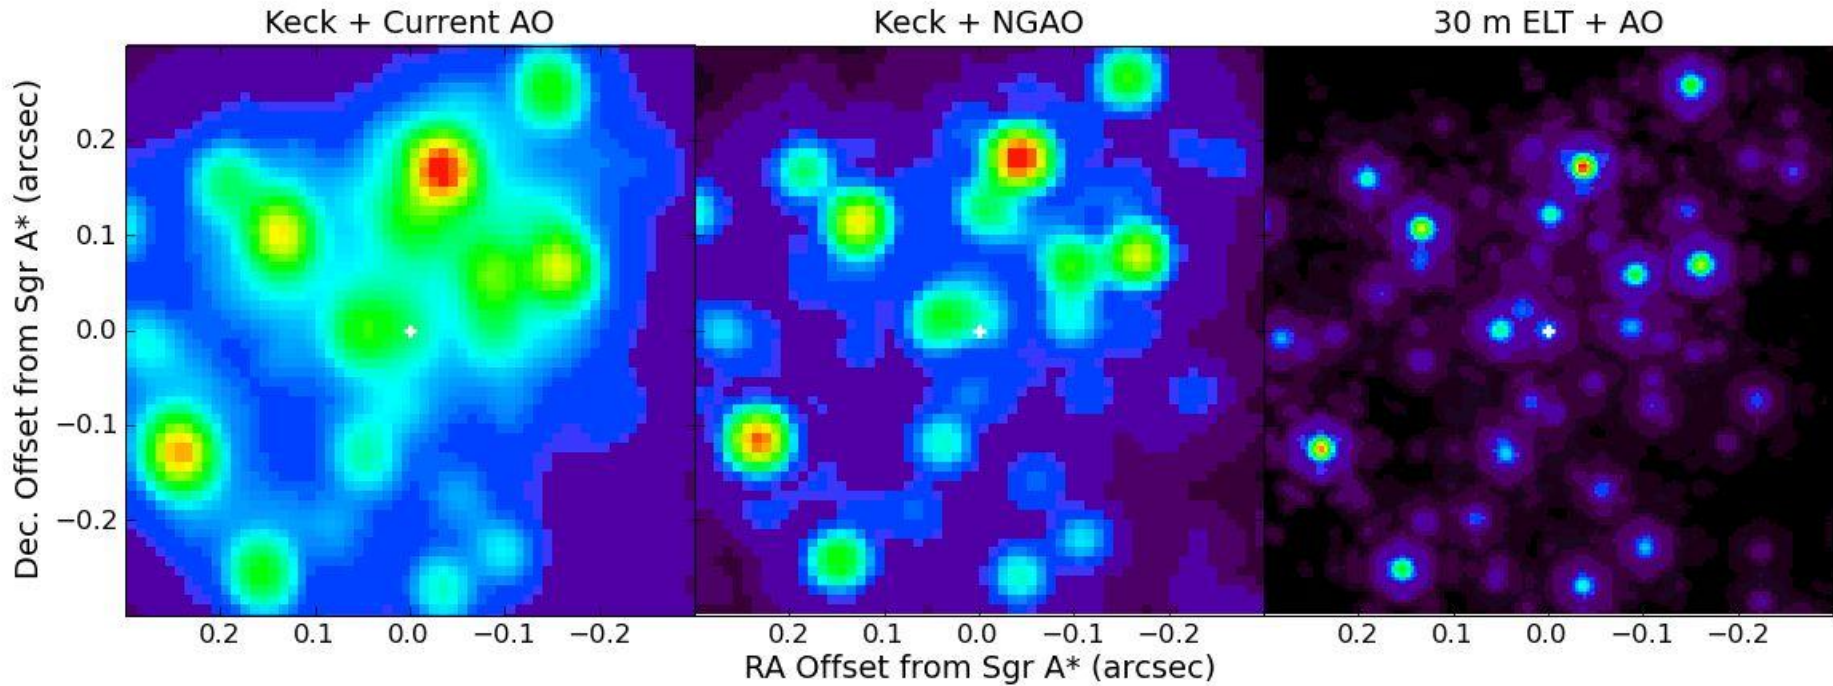 Keck + Current AO
Keck + NGAO
30 m ELT + AO
Dec. Offset from Sgr A* (arcsec)
0.2
0.1
0.0
−0.1
−0.2
0.2 0.1 0.0 −0.1 −0.2
0.2 0.1 0.0 −0.1 −0.2
0.2 0.1 0.0 −0.1 −0.2
RA Offset from Sgr A* (arcsec)